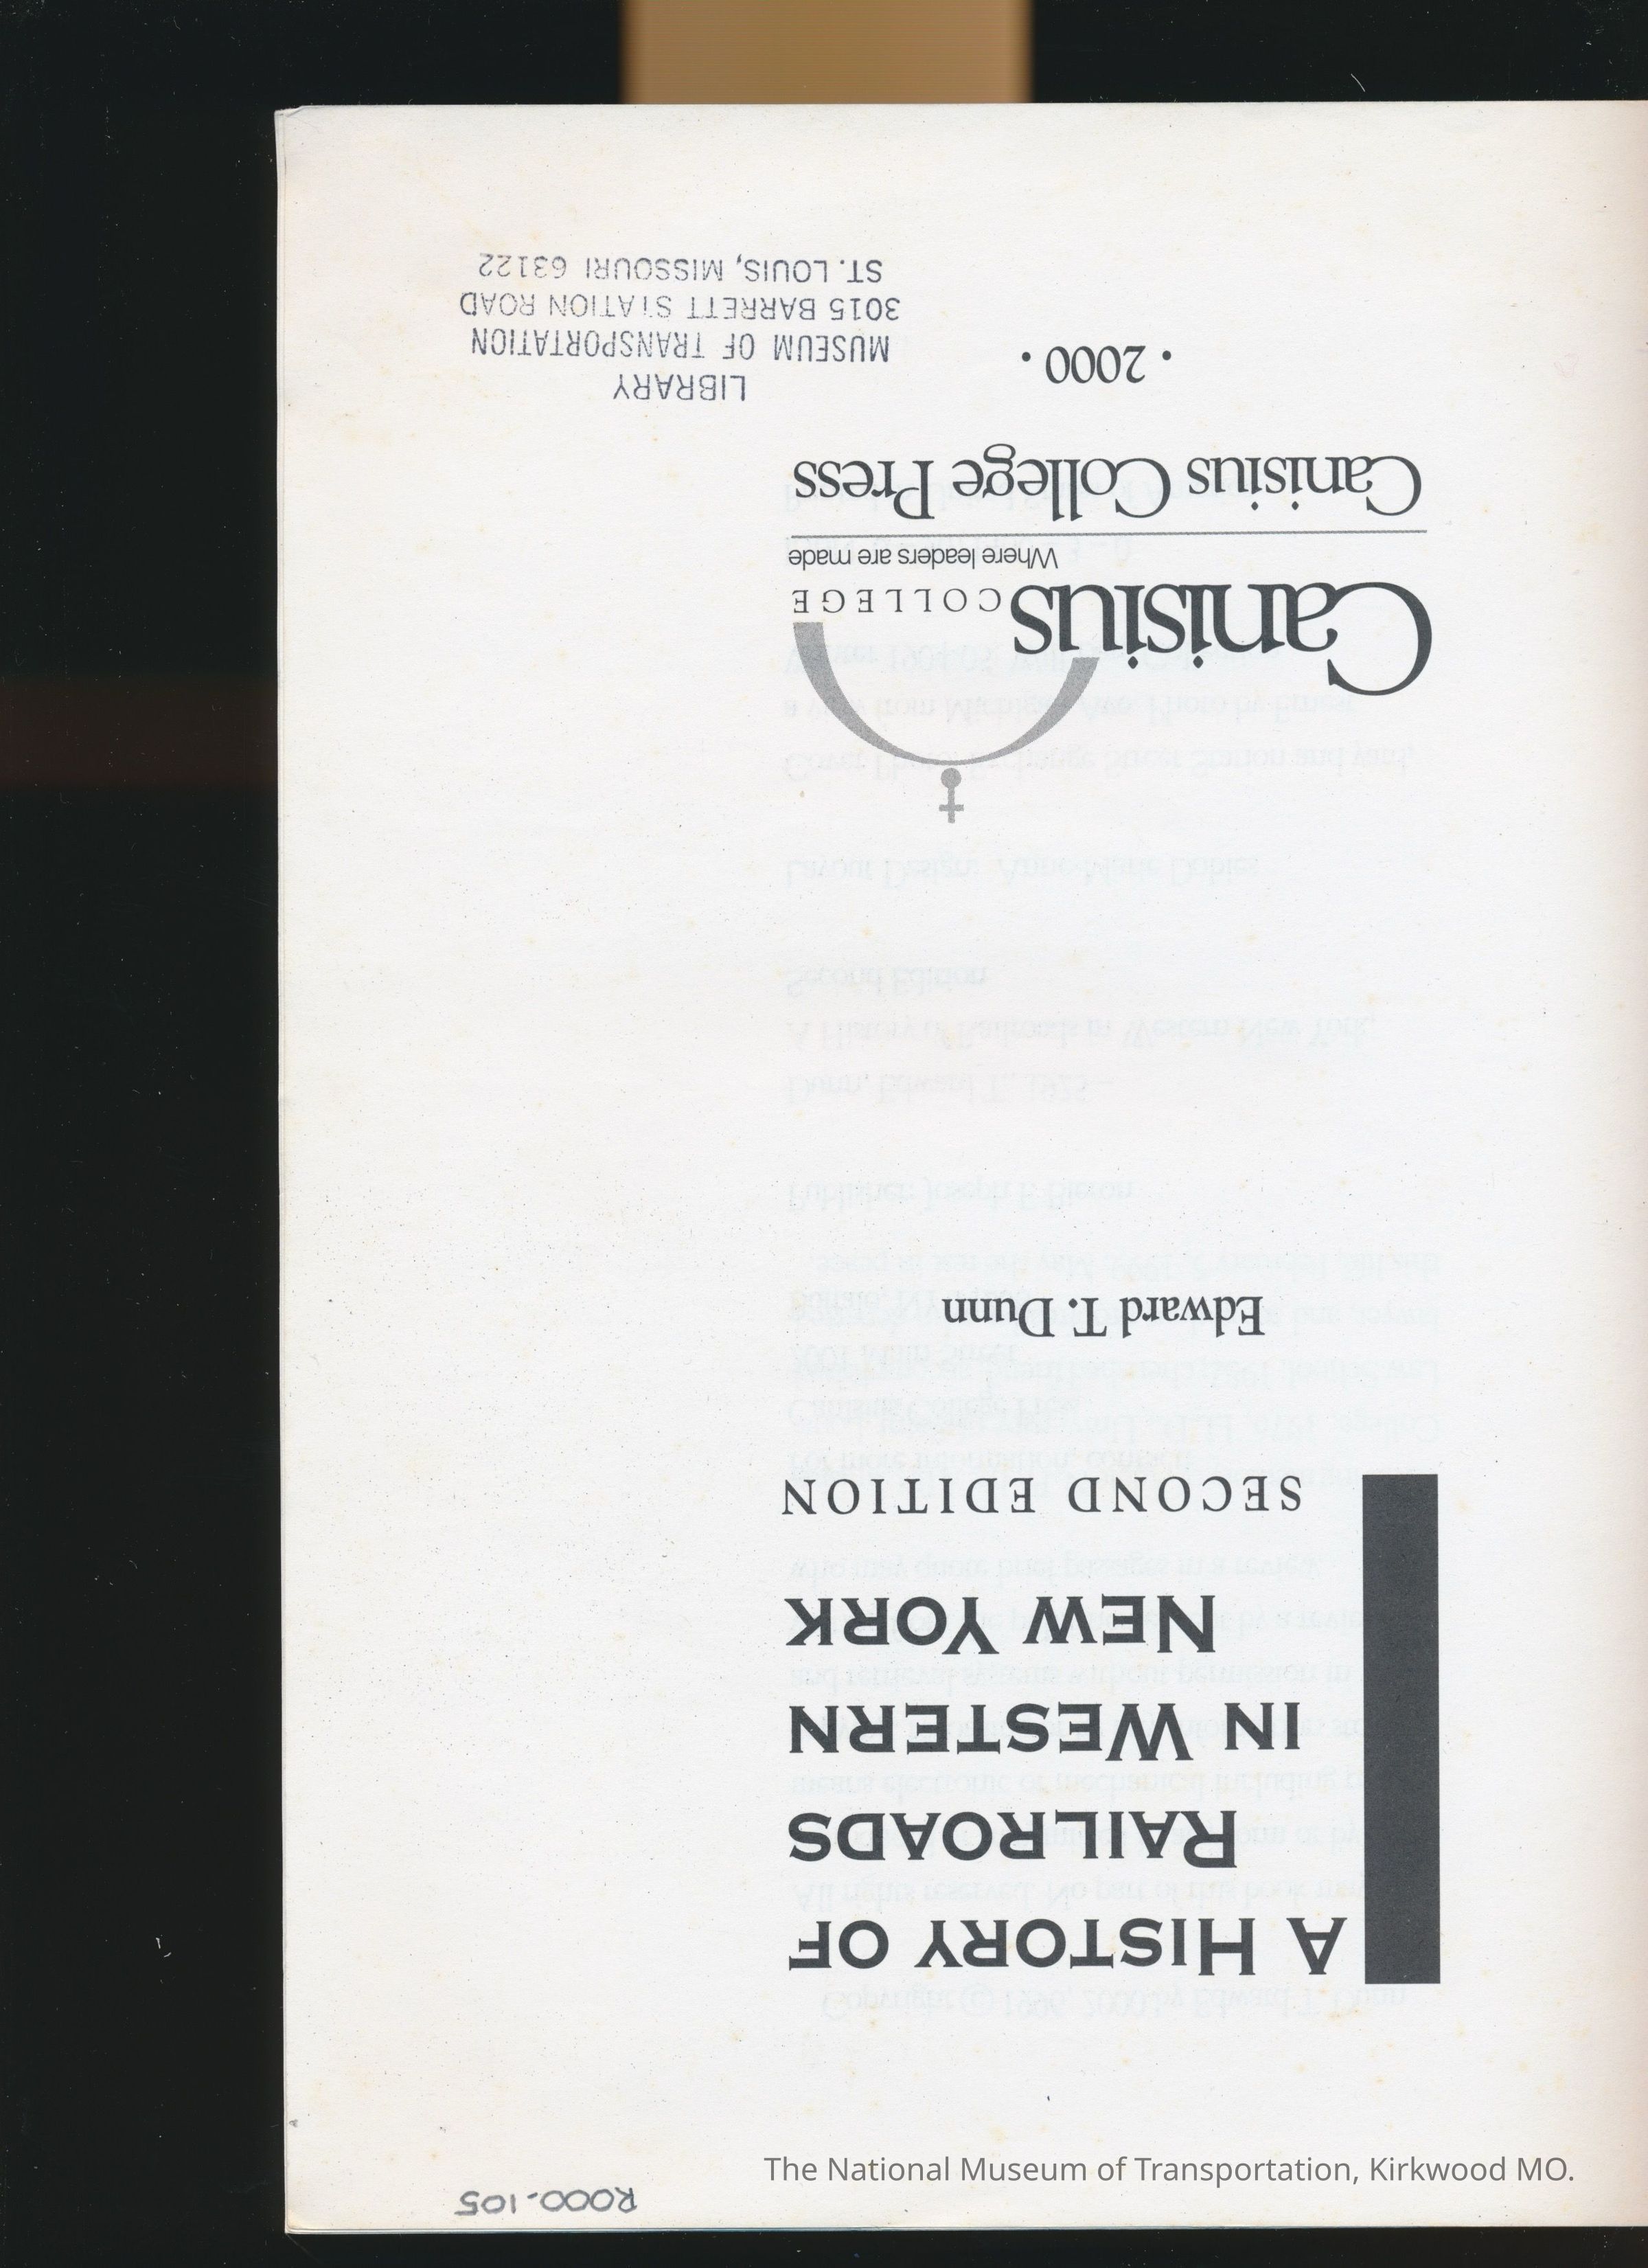 R000.105
A HISTORY OF
RAILROADS
IN WESTERN
NEW YORK
SECOND EDITION
Edward T. Dunn
Canisius
COLLEGE
Where leaders are made
Canisius College Press
· 2000 ·
LIBRARY
MUSEUM OF TRANSPORTATION
3015 BARRETT STATION ROAD
ST. LOUIS, MISSOURI 63122
The National Museum of Transportation, Kirkwood MO.